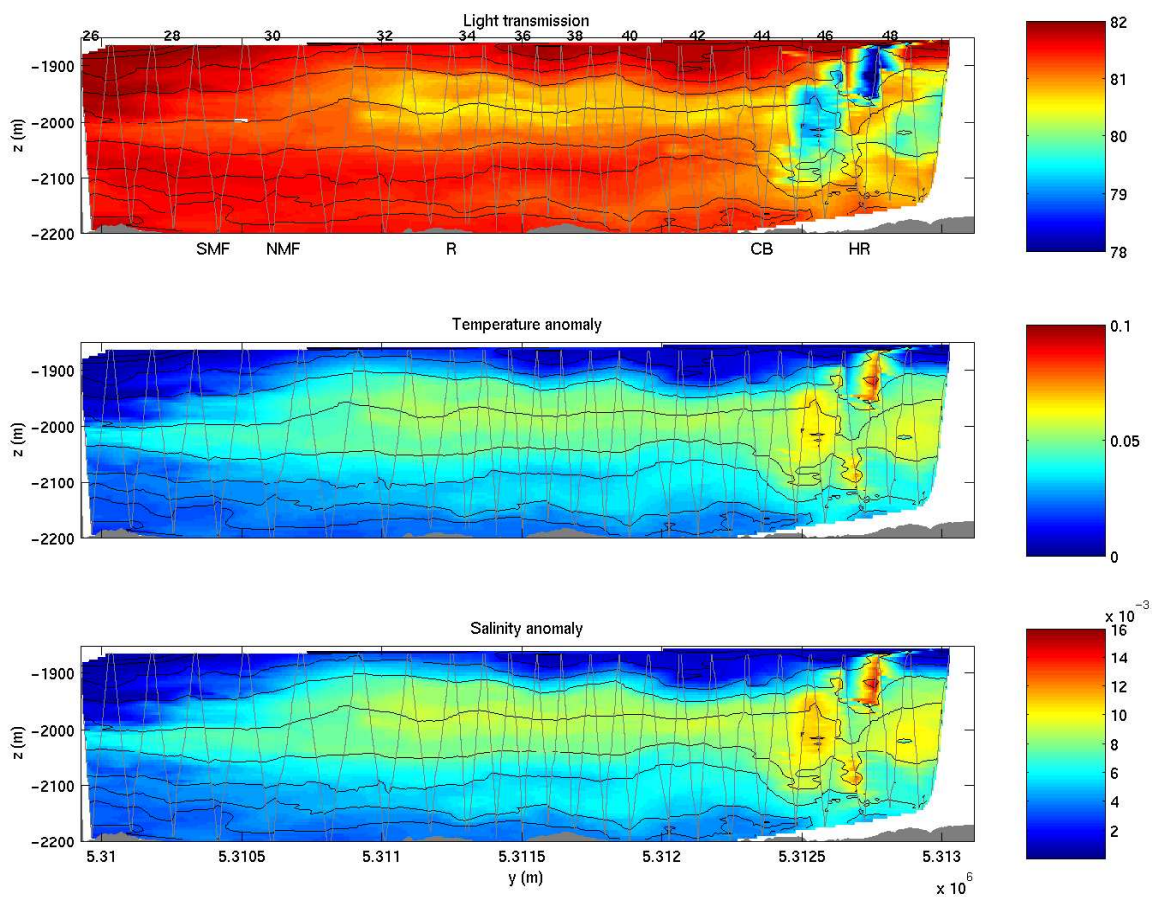 Light transmission
26 28 30 32 34 36 38 40 42 44 46 48
82
81
80
79
78
−1900
−2000
−2100
−2200
z (m)
SMF NMF R CB HR
Temperature anomaly
−1900
−2000
−2100
−2200
z (m)
0.1
0.05
0
Salinity anomaly
x 10−3
16
14
12
10
8
6
4
2
−1900
−2000
−2100
−2200
z (m)
5.31 5.3105 5.311 5.3115 5.312 5.3125 5.313
y (m)
x 10 6